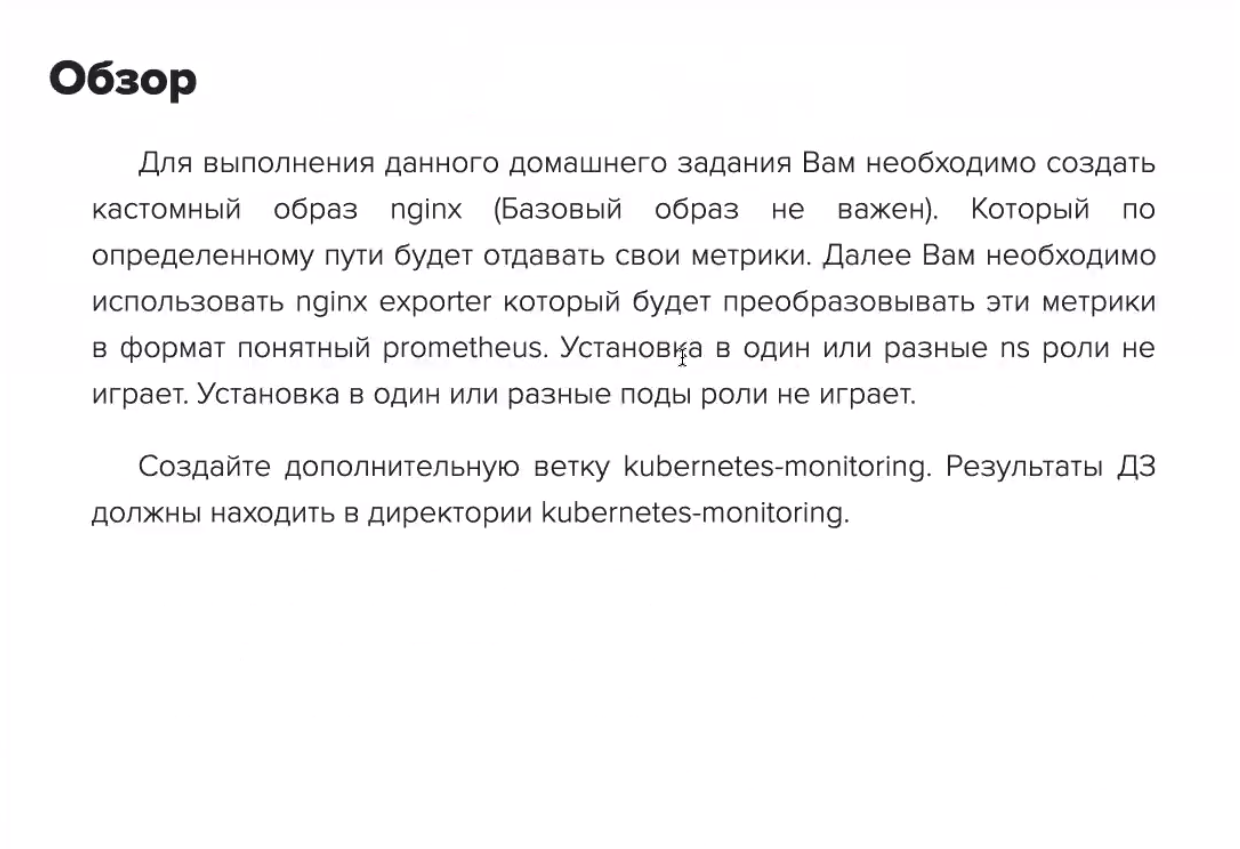 Обзор
Для выполнения данного домашнего задания Вам необходимо создать
кастомный образ nginx (Базовый образ не важен). Который по
определенному пути будет отдавать свои метрики. Далее Вам необходимо
использовать nginx exporter который будет преобразовывать эти метрики
в формат понятный prometheus. Установка в один или разные ns роли не
играет. Установка в один или разные поды роли не играет.
Создайте дополнительную ветку kubernetes-monitoring. Результаты ДЗ
должны находить в директории kubernetes-monitoring.